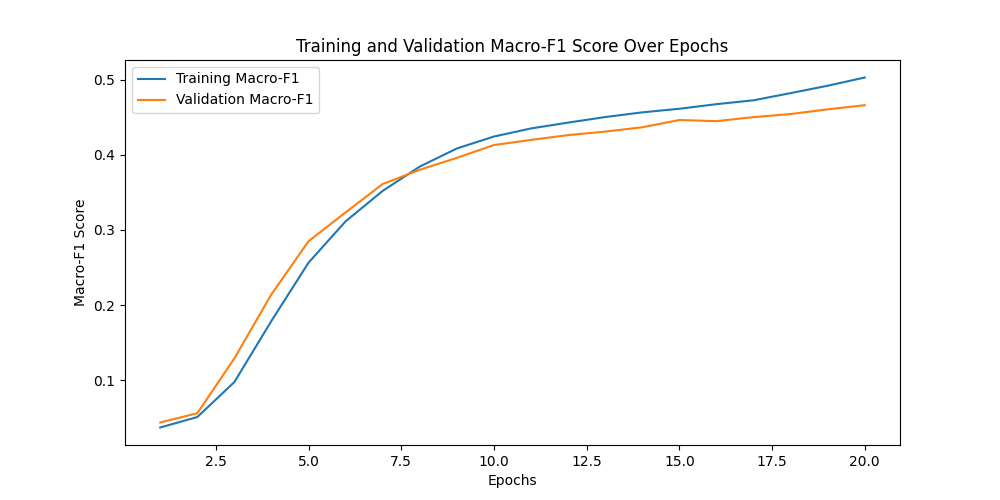 Training and Validation Macro-F1 Score Over Epochs
Training Macro-F1
Validation Macro-F1
Macro-F1 Score
0.5
0.4
0.3
0.2
0.1
2.5 5.0 7.5 10.0 12.5 15.0 17.5 20.0
Epochs